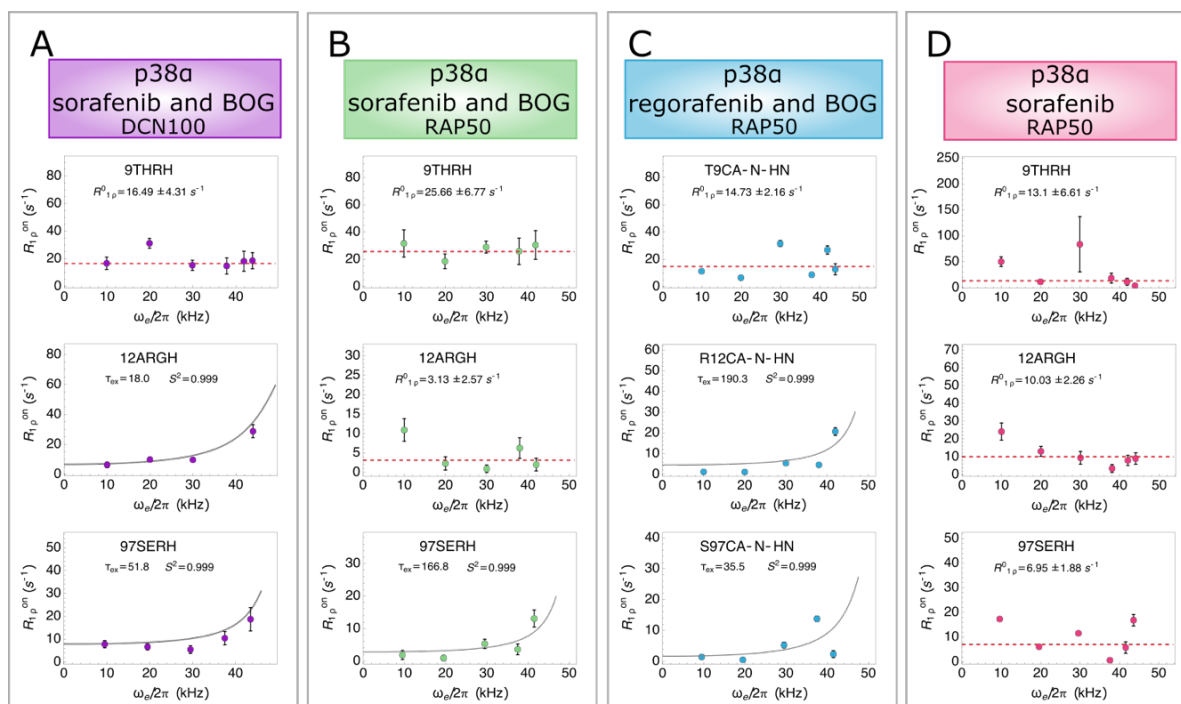 A
p38α
sorafenib and BOG
DCN100
9THRH
R⁰₁ρ=16.49 ±4.31 s⁻¹
R₁ρᵒⁿ (s⁻¹)
80
60
40
20
0
0 10 20 30 40
ωₑ/2π (kHz)
12ARGH
τₑₓ=18.0 S²=0.999
R₁ρᵒⁿ (s⁻¹)
80
60
40
20
0
0 10 20 30 40
ωₑ/2π (kHz)
97SERH
τₑₓ=51.8 S²=0.999
R₁ρᵒⁿ (s⁻¹)
50
40
30
20
10
0
0 10 20 30 40
ωₑ/2π (kHz)
B
p38α
sorafenib and BOG
RAP50
9THRH
R⁰₁ρ=25.66 ±6.77 s⁻¹
R₁ρᵒⁿ (s⁻¹)
80
60
40
20
0
0 10 20 30 40 50
ωₑ/2π (kHz)
12ARGH
R⁰₁ρ=3.13 ±2.57 s⁻¹
R₁ρᵒⁿ (s⁻¹)
30
25
20
15
10
5
0
0 10 20 30 40 50
ωₑ/2π (kHz)
97SERH
τₑₓ=166.8 S²=0.999
R₁ρᵒⁿ (s⁻¹)
30
20
10
0
0 10 20 30 40 50
ωₑ/2π (kHz)
C
p38α
regorafenib and BOG
RAP50
T9CA-N-HN
R⁰₁ρ=14.73 ±2.16 s⁻¹
R₁ρᵒⁿ (s⁻¹)
80
60
40
20
0
0 10 20 30 40 50
ωₑ/2π (kHz)
R12CA-N-HN
τₑₓ=190.3 S²=0.999
R₁ρᵒⁿ (s⁻¹)
60
50
40
30
20
10
0
0 10 20 30 40 50
ωₑ/2π (kHz)
S97CA-N-HN
τₑₓ=35.5 S²=0.999
R₁ρᵒⁿ (s⁻¹)
40
30
20
10
0
0 10 20 30 40 50
ωₑ/2π (kHz)
D
p38α
sorafenib
RAP50
9THRH
R⁰₁ρ=13.1 ±6.61 s⁻¹
R₁ρᵒⁿ (s⁻¹)
250
200
150
100
50
0
0 10 20 30 40 50
ωₑ/2π (kHz)
12ARGH
R⁰₁ρ=10.03 ±2.26 s⁻¹
R₁ρᵒⁿ (s⁻¹)
70
60
50
40
30
20
10
0
0 10 20 30 40 50
ωₑ/2π (kHz)
97SERH
R⁰₁ρ=6.95 ±1.88 s⁻¹
R₁ρᵒⁿ (s⁻¹)
50
40
30
20
10
0
0 10 20 30 40 50
ωₑ/2π (kHz)